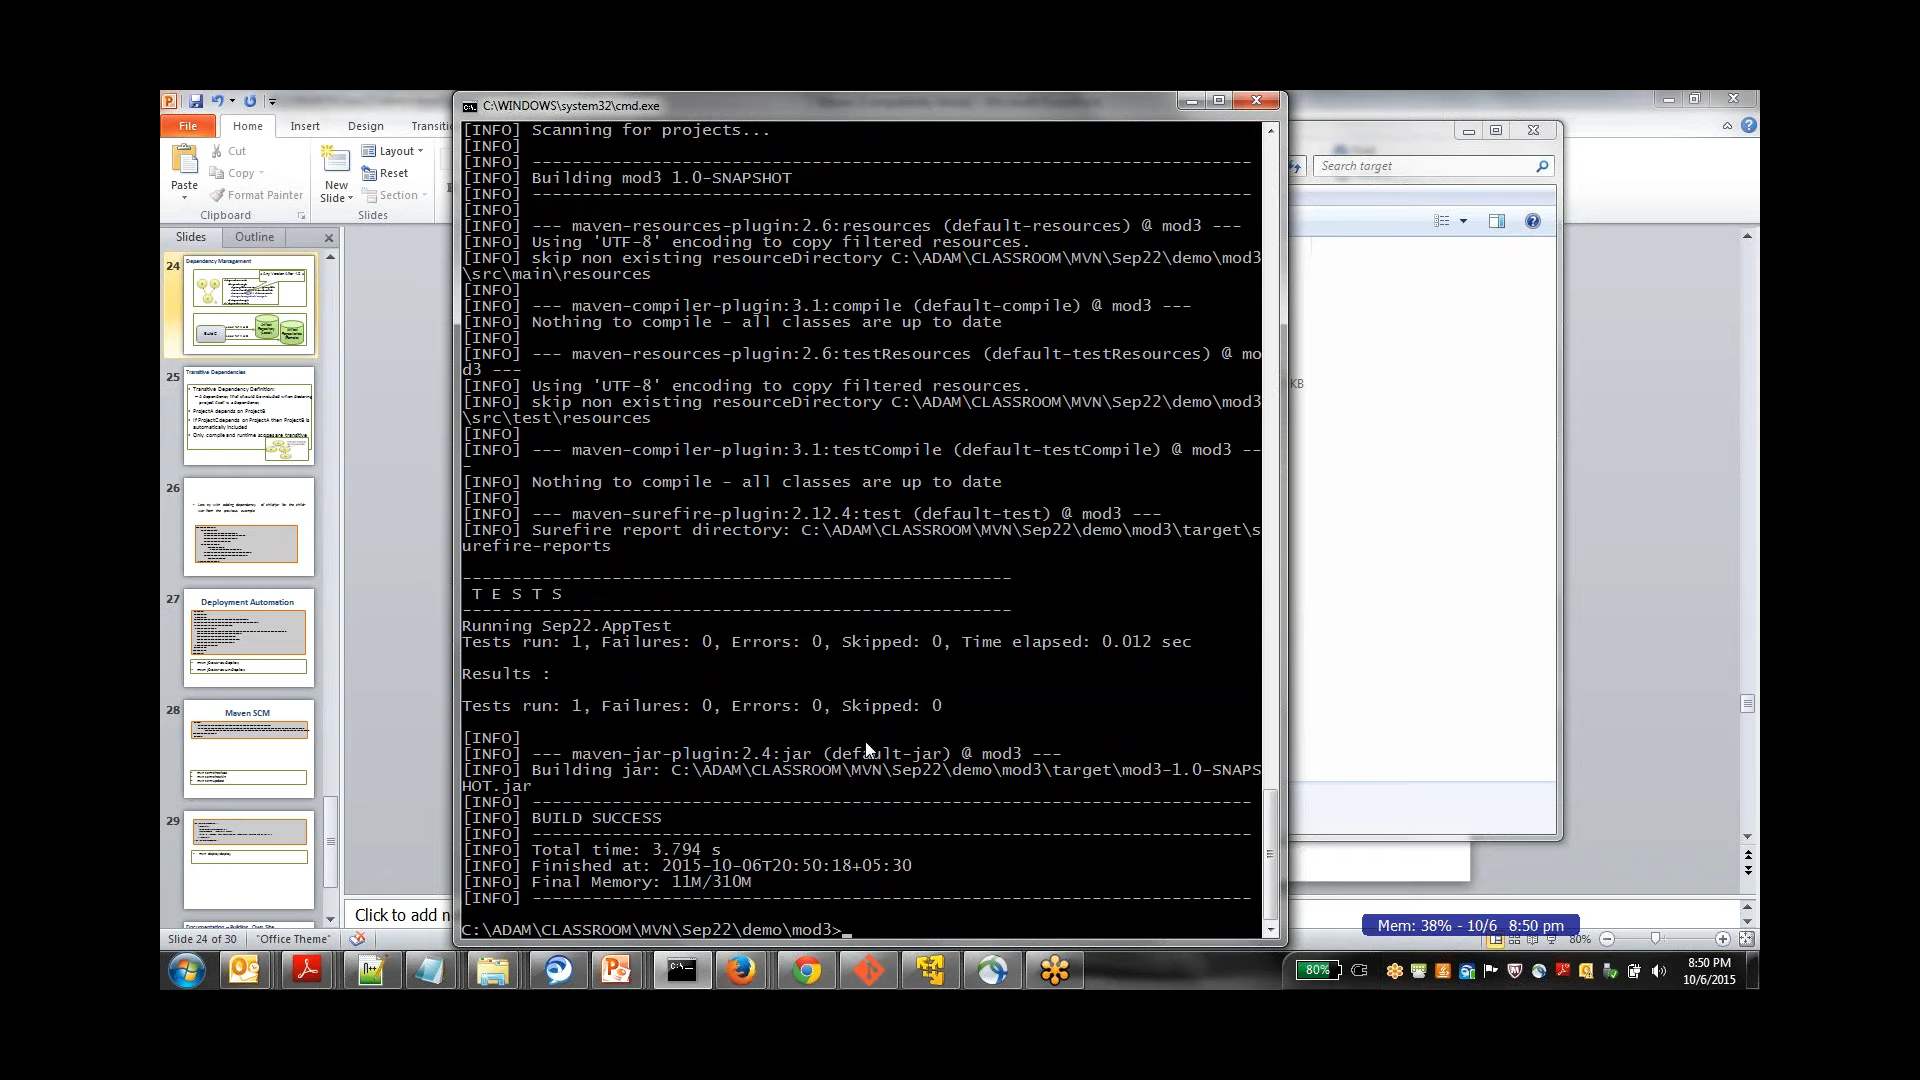 C:\WINDOWS\system32\cmd.exe
File Home Insert Design Transiti
Cut
Copy
Format Painter
Paste
Clipboard
New
Slide
Layout
Reset
Section
Slides
Search target
Slides Outline
24
Dependency Management
25
Transitive Dependencies
26
27
Deployment Automation
28
Maven SCM
29
[INFO] Scanning for projects...
[INFO]
[INFO] ------------------------------------------------------------------------
[INFO] Building mod3 1.0-SNAPSHOT
[INFO] ------------------------------------------------------------------------
[INFO]
[INFO] --- maven-resources-plugin:2.6:resources (default-resources) @ mod3 ---
[INFO] Using 'UTF-8' encoding to copy filtered resources.
[INFO] skip non existing resourceDirectory C:\ADAM\CLASSROOM\MVN\Sep22\demo\mod3
\src\main\resources
[INFO]
[INFO] --- maven-compiler-plugin:3.1:compile (default-compile) @ mod3 ---
[INFO] Nothing to compile - all classes are up to date
[INFO]
[INFO] --- maven-resources-plugin:2.6:testResources (default-testResources) @ mo
d3 ---
[INFO] Using 'UTF-8' encoding to copy filtered resources.
[INFO] skip non existing resourceDirectory C:\ADAM\CLASSROOM\MVN\Sep22\demo\mod3
\src\test\resources
[INFO]
[INFO] --- maven-compiler-plugin:3.1:testCompile (default-testCompile) @ mod3 --
-
[INFO] Nothing to compile - all classes are up to date
[INFO]
[INFO] --- maven-surefire-plugin:2.12.4:test (default-test) @ mod3 ---
[INFO] Surefire report directory: C:\ADAM\CLASSROOM\MVN\Sep22\demo\mod3\target\s
urefire-reports
-------------------------------------------------------
T E S T S
-------------------------------------------------------
Running Sep22.AppTest
Tests run: 1, Failures: 0, Errors: 0, Skipped: 0, Time elapsed: 0.012 sec
Results :
Tests run: 1, Failures: 0, Errors: 0, Skipped: 0
[INFO]
[INFO] --- maven-jar-plugin:2.4:jar (default-jar) @ mod3 ---
[INFO] Building jar: C:\ADAM\CLASSROOM\MVN\Sep22\demo\mod3\target\mod3-1.0-SNAPS
HOT.jar
[INFO] ------------------------------------------------------------------------
[INFO] BUILD SUCCESS
[INFO] ------------------------------------------------------------------------
[INFO] Total time: 3.794 s
[INFO] Finished at: 2015-10-06T20:50:18+05:30
[INFO] Final Memory: 11M/310M
[INFO] ------------------------------------------------------------------------
C:\ADAM\CLASSROOM\MVN\Sep22\demo\mod3>_
KB
Click to add n
Mem: 38% - 10/6 8:50 pm
Slide 24 of 30 "Office Theme"
80%
80%
8:50 PM
10/6/2015